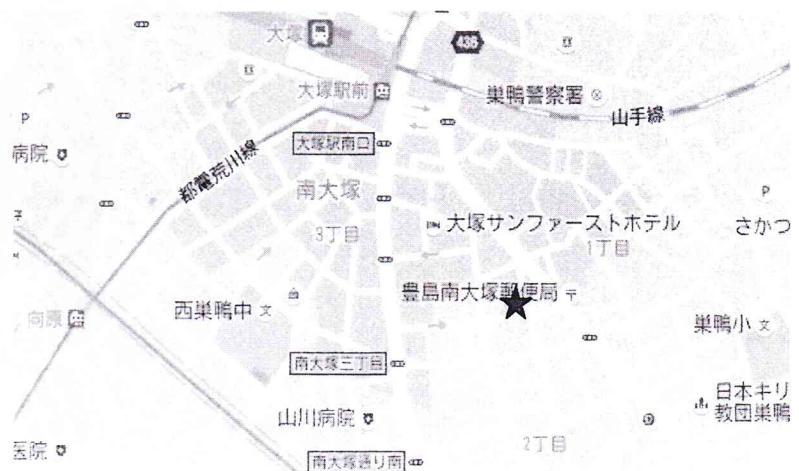 大塚
436
大塚駅前
巣鴨警察署
山手線
P
病院
大塚駅南口
都電荒川線
南大塚
P
大塚サンファーストホテル
さかつ
3丁目
1丁目
豊島南大塚郵便局
西巣鴨中
向原
巣鴨小
南大塚三丁目
日本キリ
教団巣鴨
山川病院
2丁目
医院
南大塚通り南